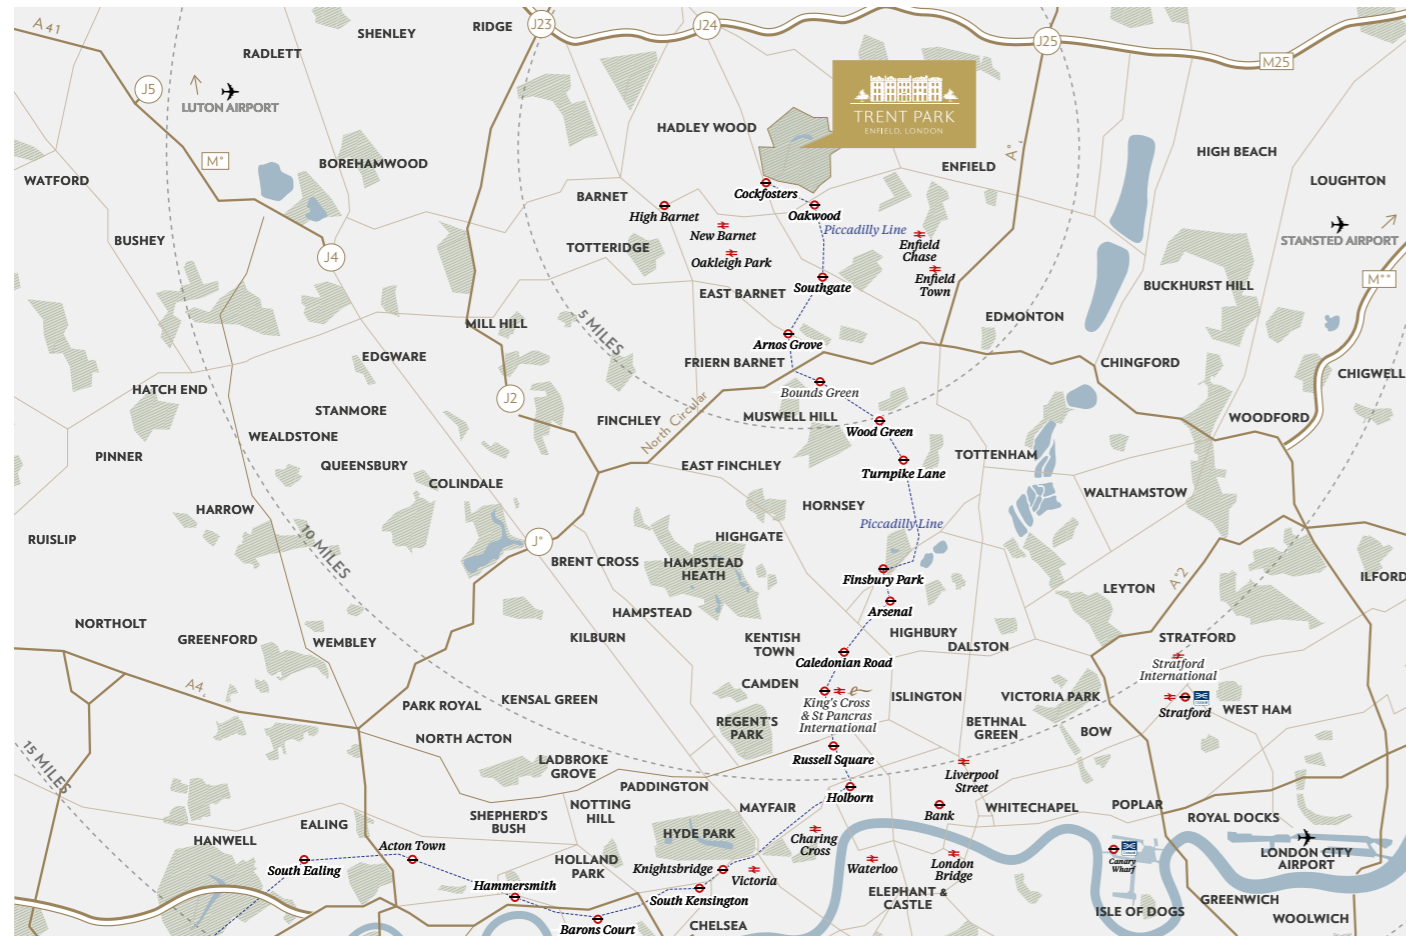 A41
SHENLEY
RIDGE
J23
J24
J25
M25
RADLETT
J5
LUTON AIRPORT
TRENT PARK
ENFIELD, LONDON
HADLEY WOOD
M*
BOREHAMWOOD
ENFIELD
HIGH BEACH
WATFORD
LOUGHTON
BARNET
Cockfosters
High Barnet
Oakwood
New Barnet
Piccadilly Line
BUSHEY
TOTTERIDGE
Oakleigh Park
Enfield
Chase
STANSTED AIRPORT
J4
Enfield
Town
M**
EAST BARNET
Southgate
BUCKHURST HILL
MILL HILL
5 MILES
EDMONTON
Arnos Grove
EDGWARE
FRIERN BARNET
CHINGFORD
CHIGWELL
HATCH END
J2
Bounds Green
STANMORE
FINCHLEY
North Circular
MUSWELL HILL
WOODFORD
WEALDSTONE
Wood Green
PINNER
QUEENSBURY
EAST FINCHLEY
TOTTENHAM
Turnpike Lane
COLINDALE
WALTHAMSTOW
HARROW
HORNSEY
Piccadilly Line
RUISLIP
10 MILES
J*
HIGHGATE
BRENT CROSS
HAMPSTEAD
HEATH
Finsbury Park
A*2
ILFORD
LEYTON
HAMPSTEAD
Arsenal
NORTHOLT
GREENFORD
WEMBLEY
KILBURN
KENTISH
TOWN
HIGHBURY
DALSTON
STRATFORD
Caledonian Road
Stratford
International
CAMDEN
KENSAL GREEN
PARK ROYAL
King's Cross
& St Pancras
International
ISLINGTON
VICTORIA PARK
Stratford
WEST HAM
REGENT'S
PARK
BETHNAL
GREEN
BOW
NORTH ACTON
15 MILES
LADBROKE
GROVE
Russell Square
Liverpool
Street
PADDINGTON
Holborn
NOTTING
HILL
MAYFAIR
Bank
WHITECHAPEL
POPLAR
SHEPHERD'S
BUSH
ROYAL DOCKS
EALING
HYDE PARK
Charing
Cross
HANWELL
Acton Town
LONDON CITY
AIRPORT
South Ealing
HOLLAND
PARK
Knightsbridge
Victoria
Waterloo
London
Bridge
Canary
Wharf
Hammersmith
South Kensington
ELEPHANT &
CASTLE
ISLE OF DOGS
GREENWICH
Barons Court
CHELSEA
WOOLWICH